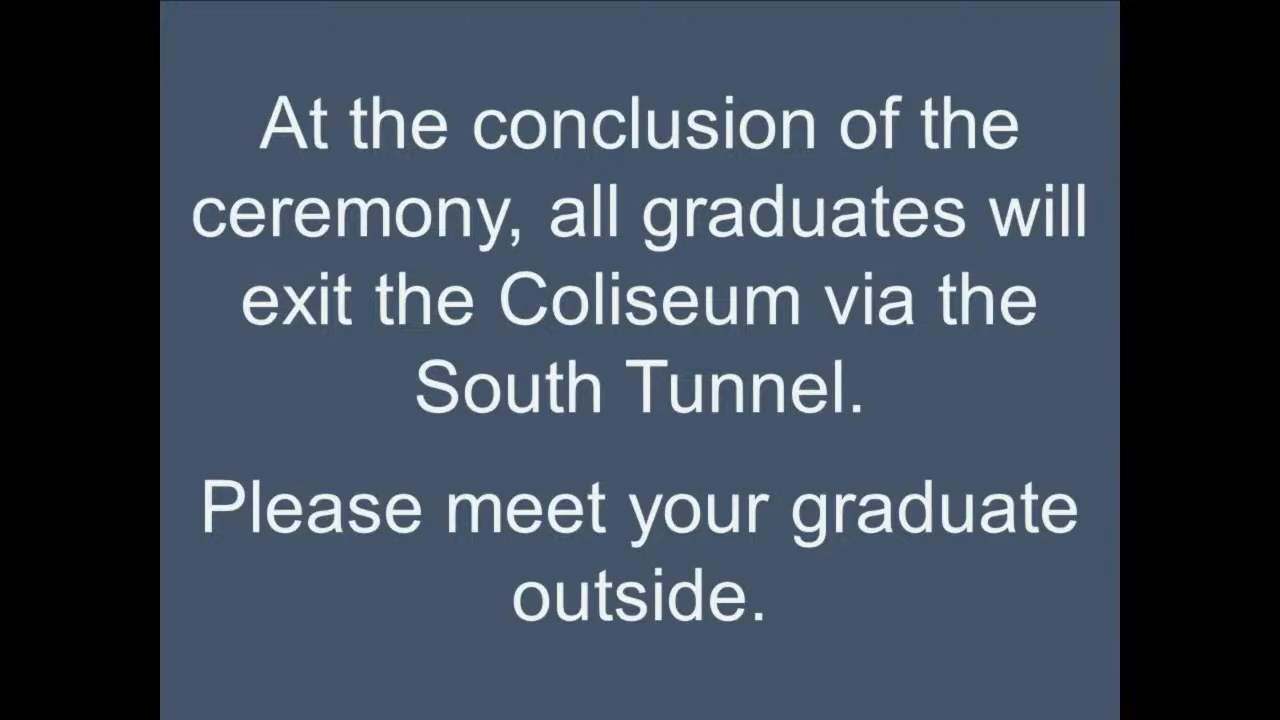 At the conclusion of the
ceremony, all graduates will
exit the Coliseum via the
South Tunnel.
Please meet your graduate
outside.